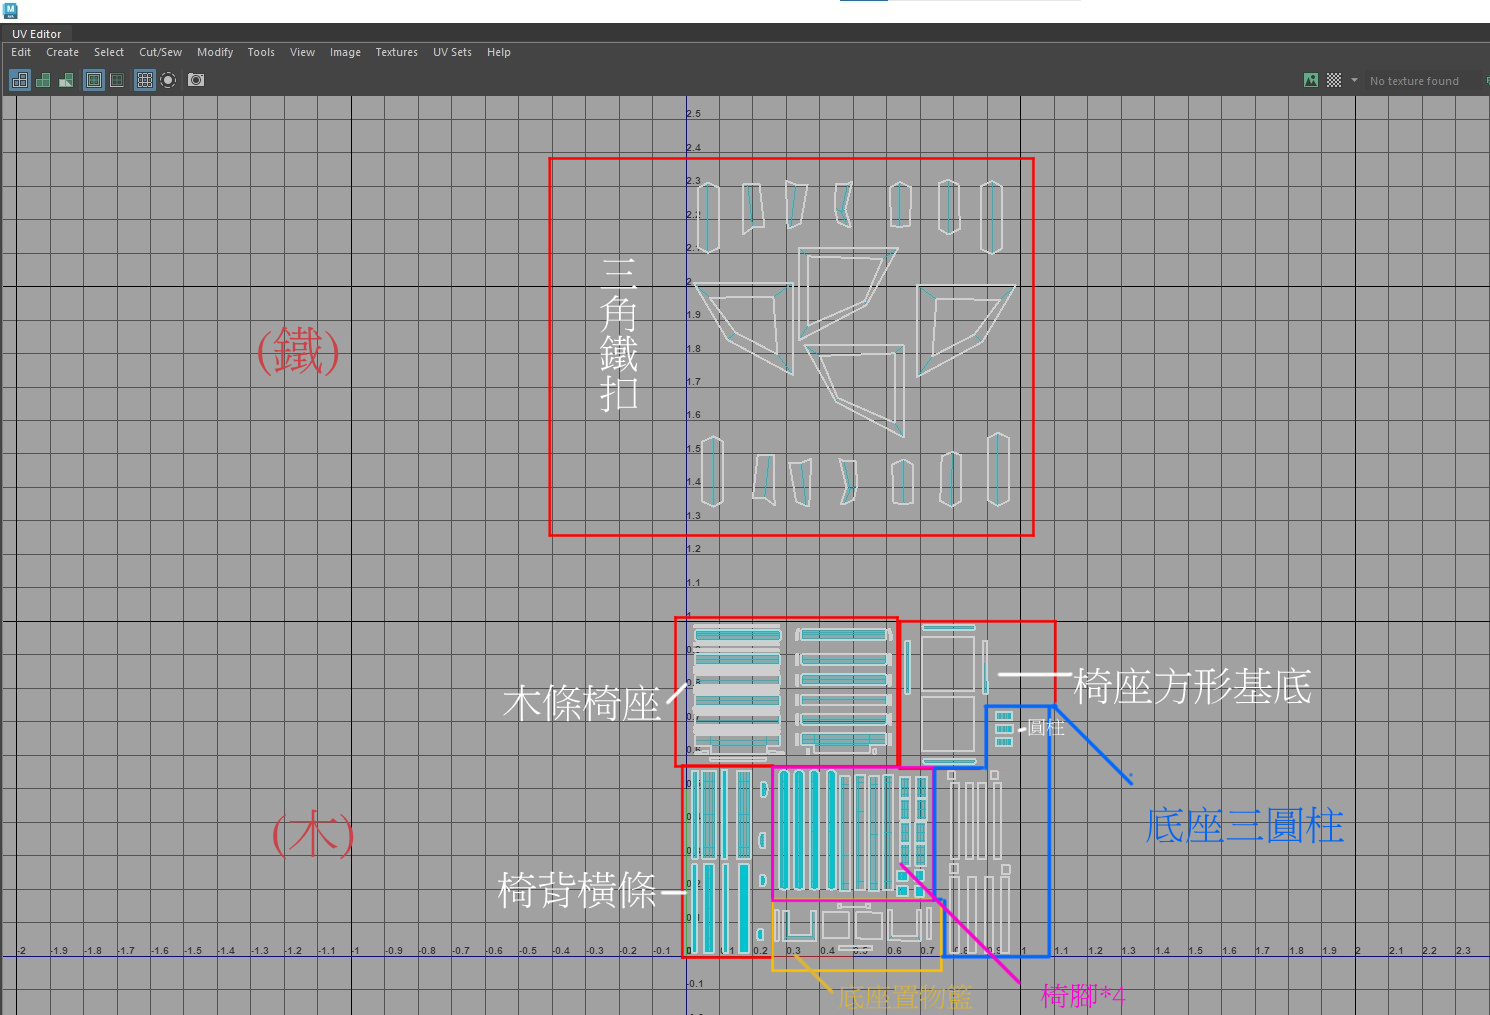 M
UV Editor
Edit Create Select Cut/Sew Modify Tools View Image Textures UV Sets Help
No texture found
2.5
2.4
2.3
2.2
2.1
2
1.9
1.8
1.7
1.6
1.5
1.4
1.3
1.2
1.1
三角鐵扣
(鐵)
木條椅座
椅座方形基底
圓柱
底座三圓柱
(木)
椅背橫條
-2 -1.9 -1.8 -1.7 -1.6 -1.5 -1.4 -1.3 -1.2 -1.1 -1 -0.9 -0.8 -0.7 -0.6 -0.5 -0.4 -0.3 -0.2 -0.1 0.1 0.2 0.3 0.4 0.5 0.6 0.7 0.8 0.9 1 1.1 1.2 1.3 1.4 1.5 1.6 1.7 1.8 1.9 2 2.1 2.2 2.3
-0.1
底座置物籃
椅腳*4